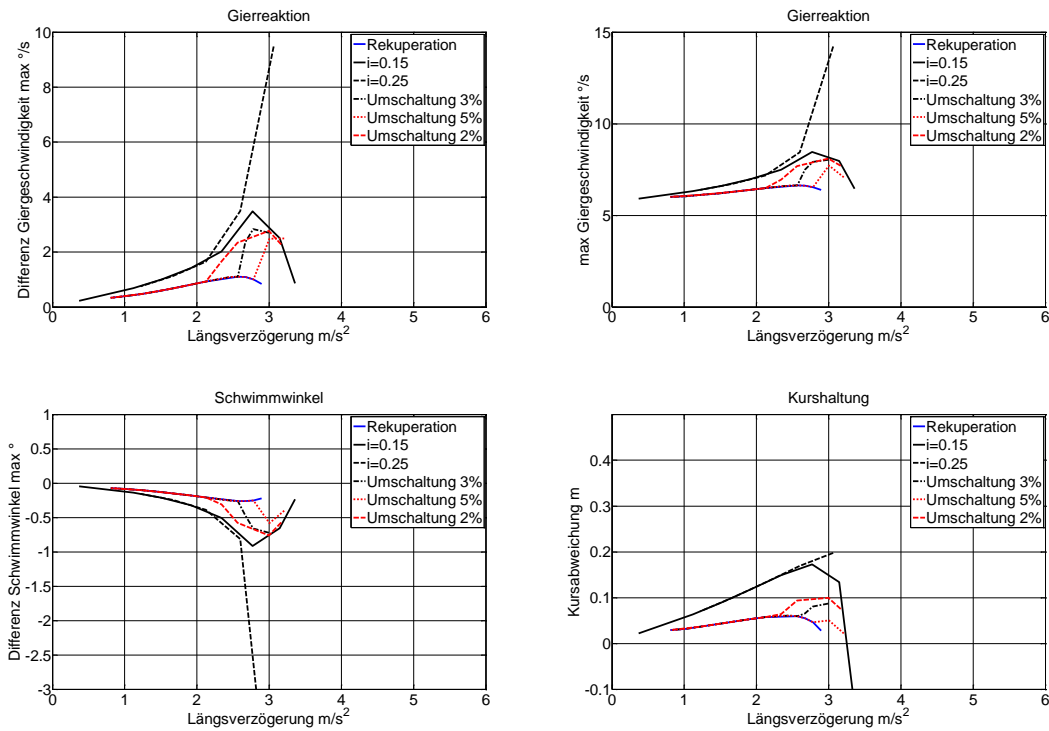 Gierreaktion
Differenz Giergeschwindigkeit max °/s
10
8
6
4
2
0
0 1 2 3 4 5 6
Längsverzögerung m/s²
Rekuperation
i=0.15
i=0.25
Umschaltung 3%
Umschaltung 5%
Umschaltung 2%
Gierreaktion
max Giergeschwindigkeit °/s
15
10
5
0
0 1 2 3 4 5 6
Längsverzögerung m/s²
Rekuperation
i=0.15
i=0.25
Umschaltung 3%
Umschaltung 5%
Umschaltung 2%
Schwimmwinkel
Differenz Schwimmwinkel max °
1
0.5
0
-0.5
-1
-1.5
-2
-2.5
-3
0 1 2 3 4 5 6
Längsverzögerung m/s²
Rekuperation
i=0.15
i=0.25
Umschaltung 3%
Umschaltung 5%
Umschaltung 2%
Kurshaltung
Kursabweichung m
0.4
0.3
0.2
0.1
0
-0.1
0 1 2 3 4 5 6
Längsverzögerung m/s²
Rekuperation
i=0.15
i=0.25
Umschaltung 3%
Umschaltung 5%
Umschaltung 2%